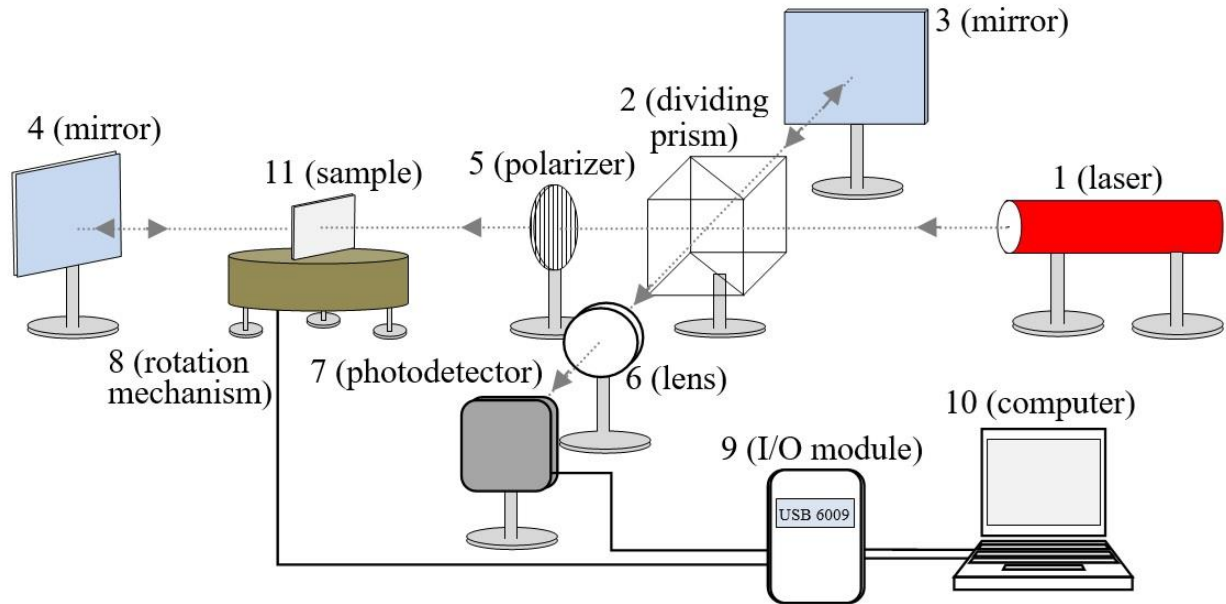 3 (mirror)
2 (dividing
prism)
4 (mirror)
5 (polarizer)
11 (sample)
1 (laser)
8 (rotation
mechanism)
7 (photodetector)
6 (lens)
10 (computer)
9 (I/O module)
USB 6009